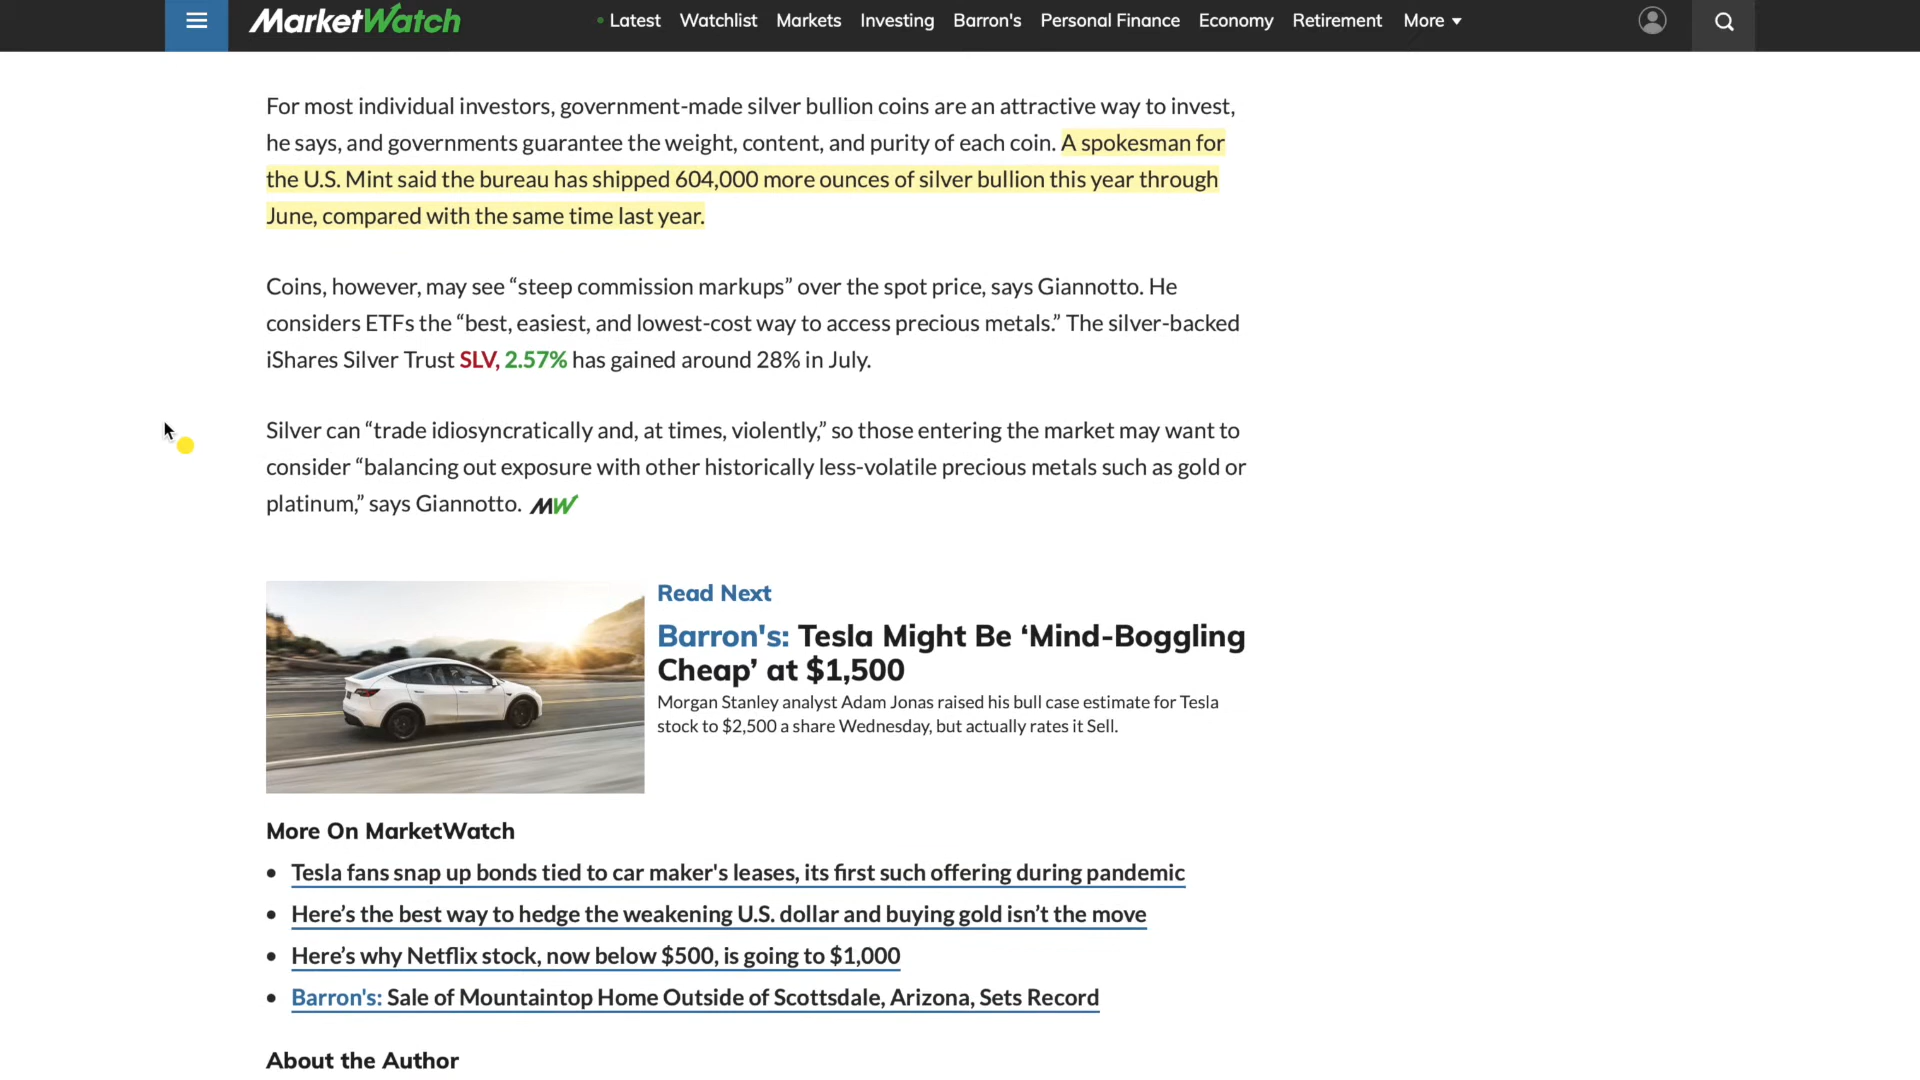 MarketWatch
Latest Watchlist Markets Investing Barron's Personal Finance Economy Retirement More
For most individual investors, government-made silver bullion coins are an attractive way to invest,
he says, and governments guarantee the weight, content, and purity of each coin. A spokesman for
the U.S. Mint said the bureau has shipped 604,000 more ounces of silver bullion this year through
June, compared with the same time last year.
Coins, however, may see “steep commission markups” over the spot price, says Giannotto. He
considers ETFs the “best, easiest, and lowest-cost way to access precious metals.” The silver-backed
iShares Silver Trust SLV, 2.57% has gained around 28% in July.
Silver can “trade idiosyncratically and, at times, violently,” so those entering the market may want to
consider “balancing out exposure with other historically less-volatile precious metals such as gold or
platinum,” says Giannotto. MW
Read Next
Barron's: Tesla Might Be ‘Mind-Boggling
Cheap’ at $1,500
Morgan Stanley analyst Adam Jonas raised his bull case estimate for Tesla
stock to $2,500 a share Wednesday, but actually rates it Sell.
More On MarketWatch
Tesla fans snap up bonds tied to car maker's leases, its first such offering during pandemic
Here’s the best way to hedge the weakening U.S. dollar and buying gold isn’t the move
Here’s why Netflix stock, now below $500, is going to $1,000
Barron's: Sale of Mountaintop Home Outside of Scottsdale, Arizona, Sets Record
About the Author